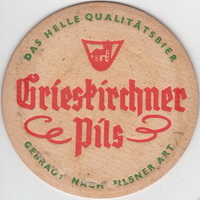 DAS HELLE QUALITÄTSBIER
Grieskirchner
Pils
GEBRAUT NACH PILSNER ART